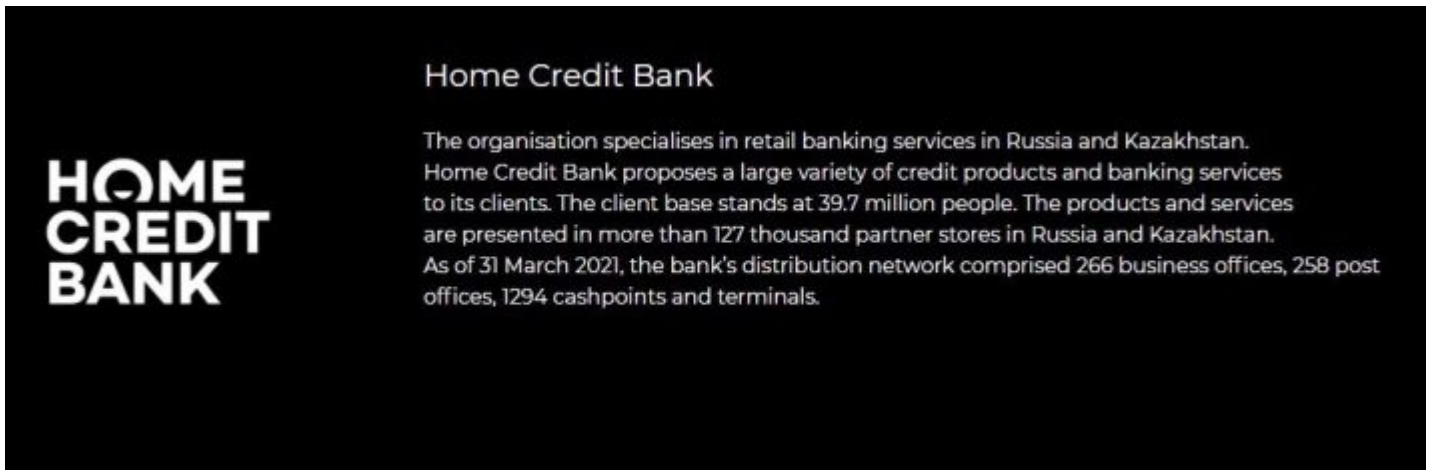 Home Credit Bank
HOME
CREDIT
BANK
The organisation specialises in retail banking services in Russia and Kazakhstan.
Home Credit Bank proposes a large variety of credit products and banking services
to its clients. The client base stands at 39.7 million people. The products and services
are presented in more than 127 thousand partner stores in Russia and Kazakhstan.
As of 31 March 2021, the bank's distribution network comprised 266 business offices, 258 post
offices, 1294 cashpoints and terminals.